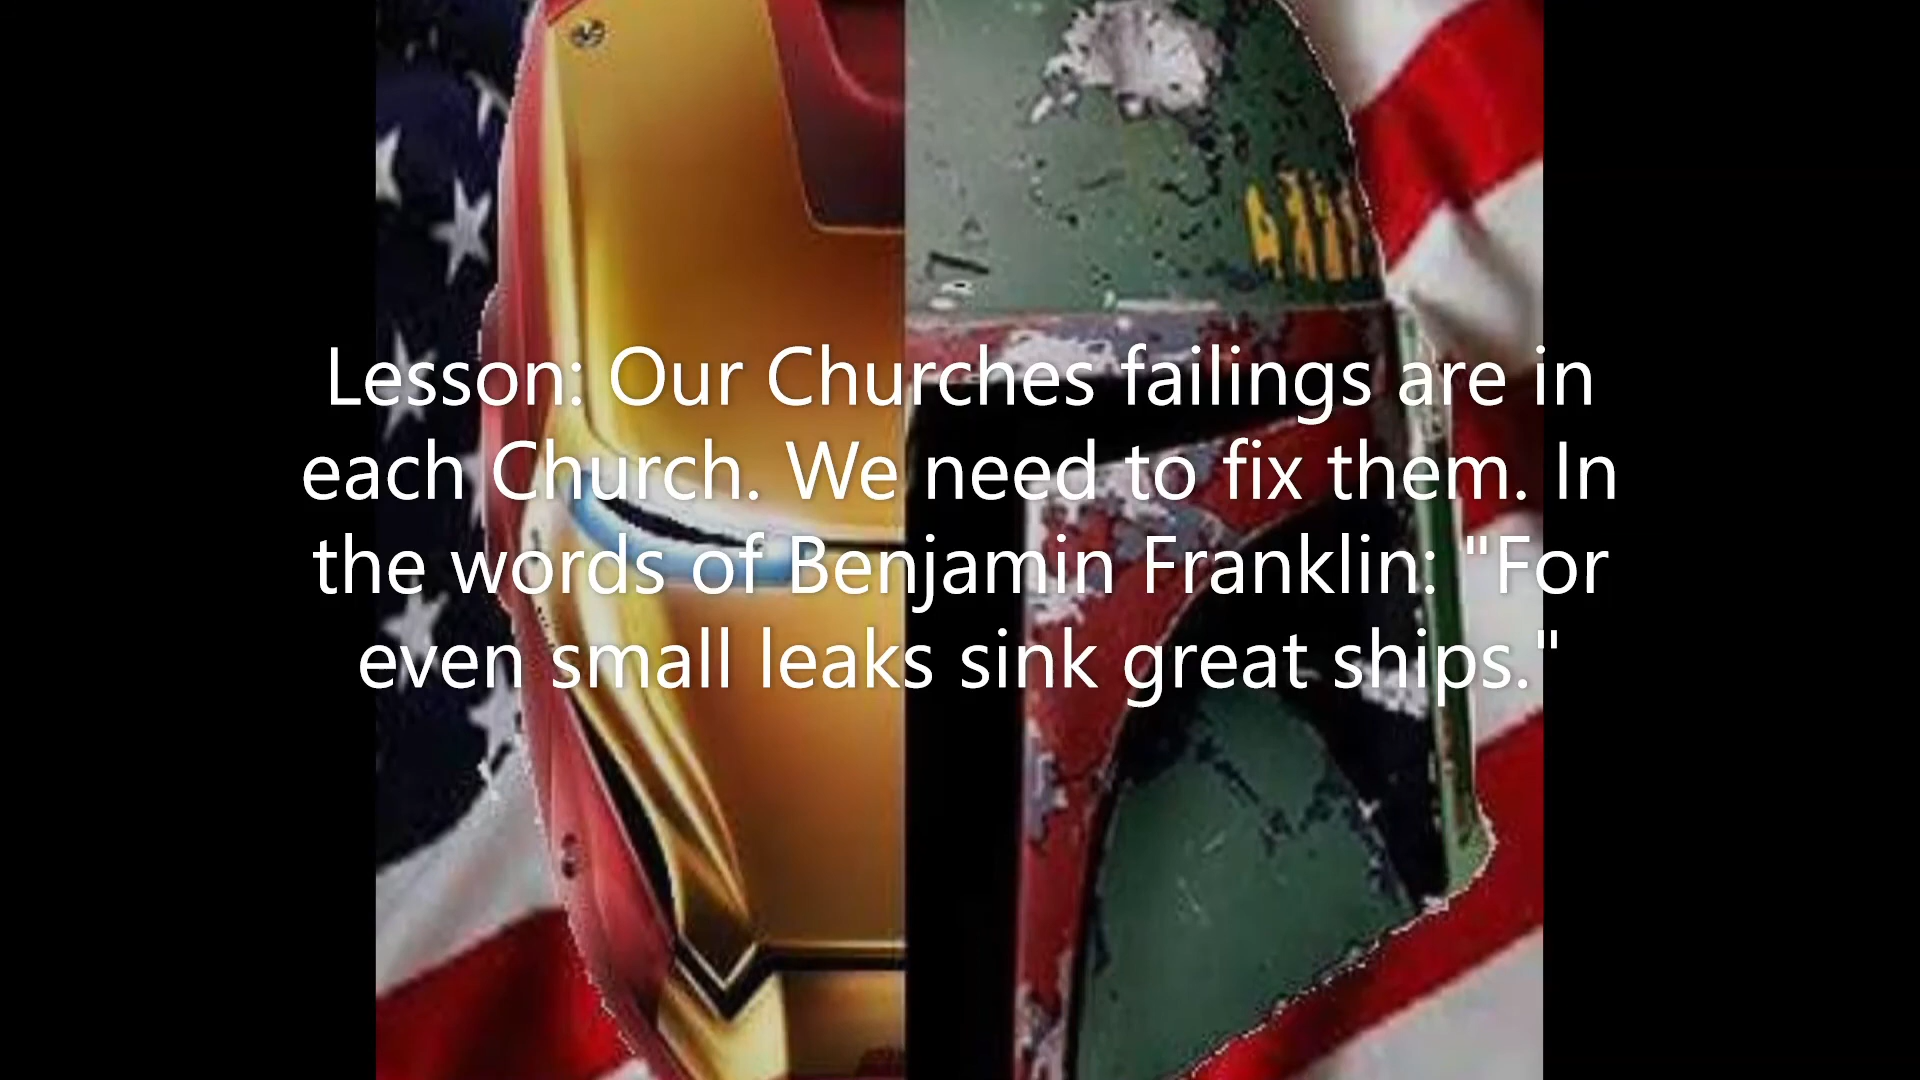 Lesson: Our Churches failings are in
each Church. We need to fix them. In
the words of Benjamin Franklin: "For
even small leaks sink great ships."